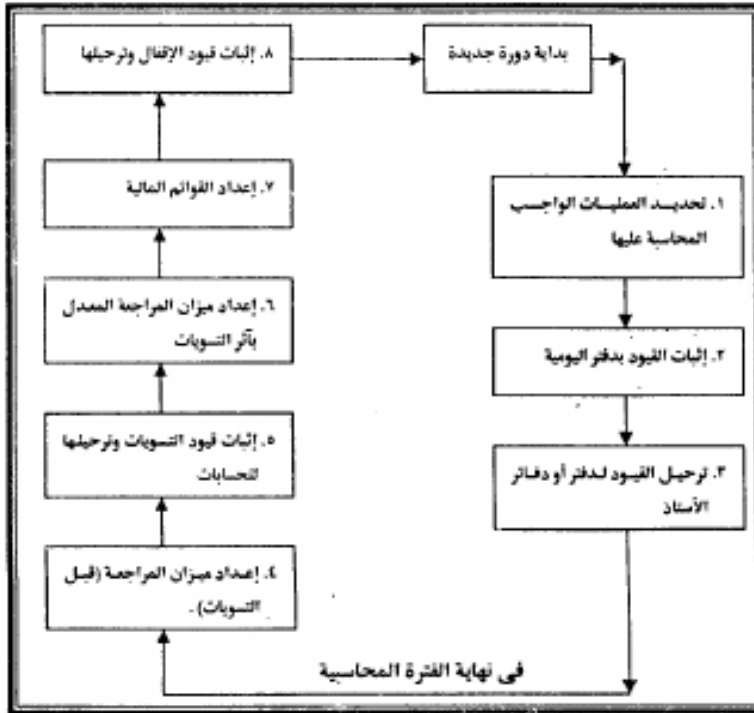 بداية دورة جديدة
١. تحديد العمليات الواجب
المحاسبة عليها
٢. إثبات القيود بدفتر اليومية
٣. ترحيل القيود لدفتر أو دفاتر
الأستاذ
فى نهاية الفترة المحاسبية
٤. إعداد ميزان المراجعة (قبل
التسويات).
٥. إثبات قيود التسويات وترحيلها
للحسابات
٦. إعداد ميزان المراجعة المعدل
بآثر التسويات
٧. إعداد القوائم المالية
٨. إثبات قيود الإقفال وترحيلها